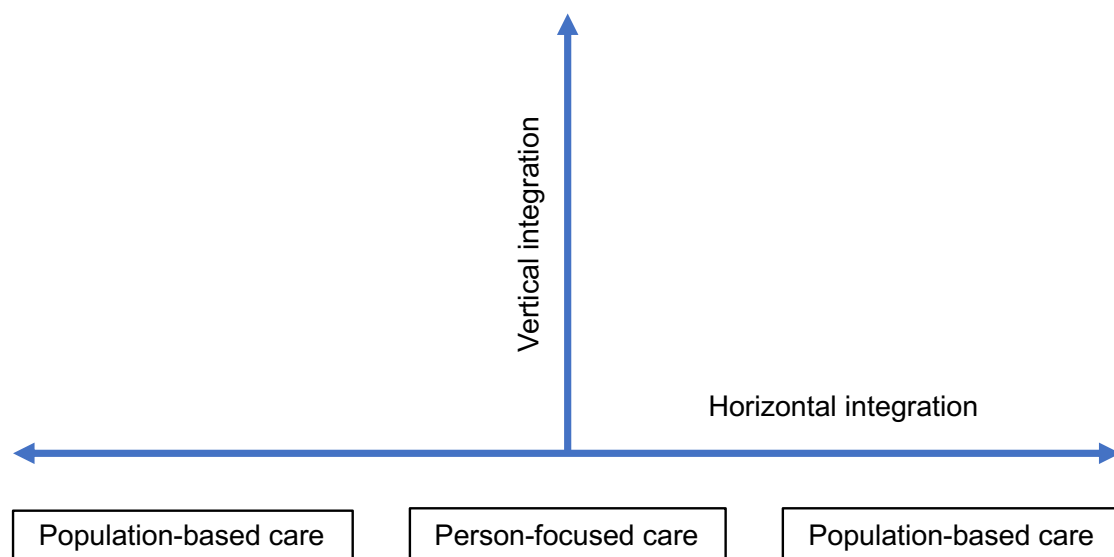 Vertical integration
Horizontal integration
Population-based care
Person-focused care
Population-based care